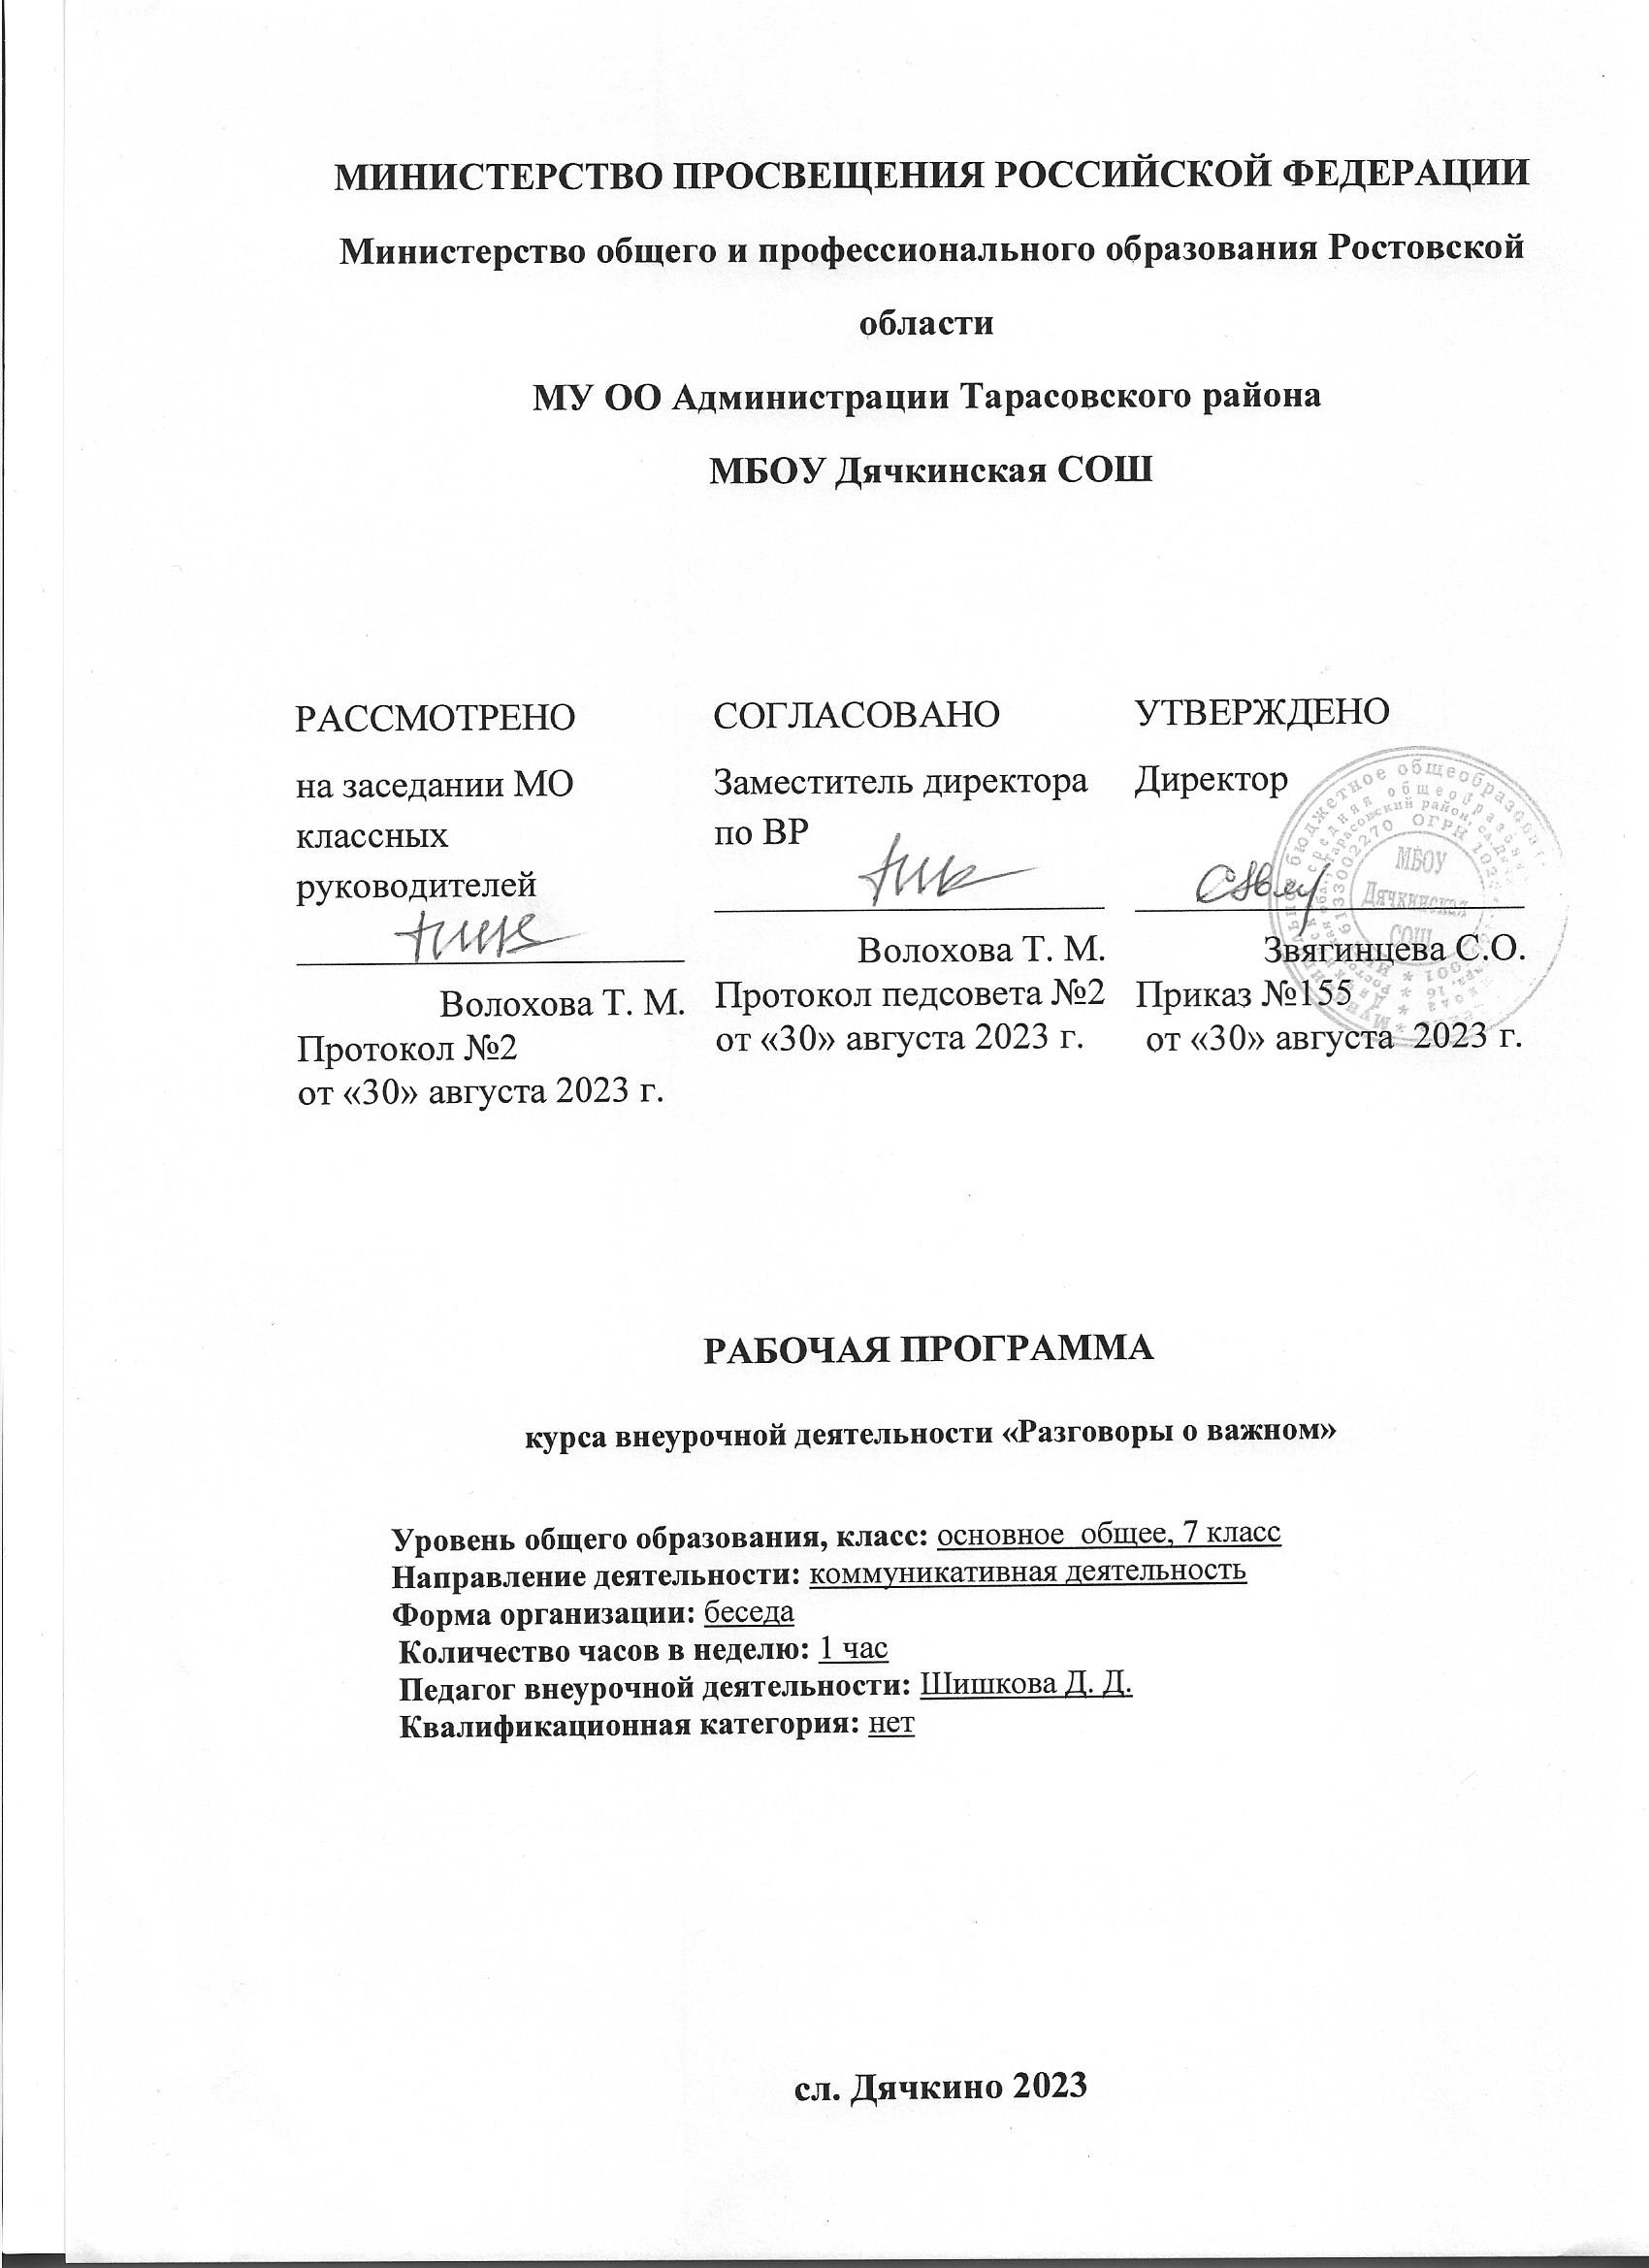 МИНИСТЕРСТВО ПРОСВЕЩЕНИЯ РОССИЙСКОЙ ФЕДЕРАЦИИ
Министерство общего и профессионального образования Ростовской
области
МУ ОО Администрации Тарасовского района
МБОУ Дячкинская СОШ
РАССМОТРЕНО
на заседании МО
классных
руководителей
Волохова Т. М.
Протокол №2
от «30» августа 2023 г.
СОГЛАСОВАНО
Заместитель директора
по ВР
Волохова Т. М.
Протокол педсовета №2
от «30» августа 2023 г.
УТВЕРЖДЕНО
Директор
Звягинцева С.О.
Приказ №155
от «30» августа 2023 г.
МБОУ
Дячкинская
СОШ
РАБОЧАЯ ПРОГРАММА
курса внеурочной деятельности «Разговоры о важном»
Уровень общего образования, класс: основное общее, 7 класс
Направление деятельности: коммуникативная деятельность
Форма организации: беседа
Количество часов в неделю: 1 час
Педагог внеурочной деятельности: Шишкова Д. Д.
Квалификационная категория: нет
сл. Дячкино 2023